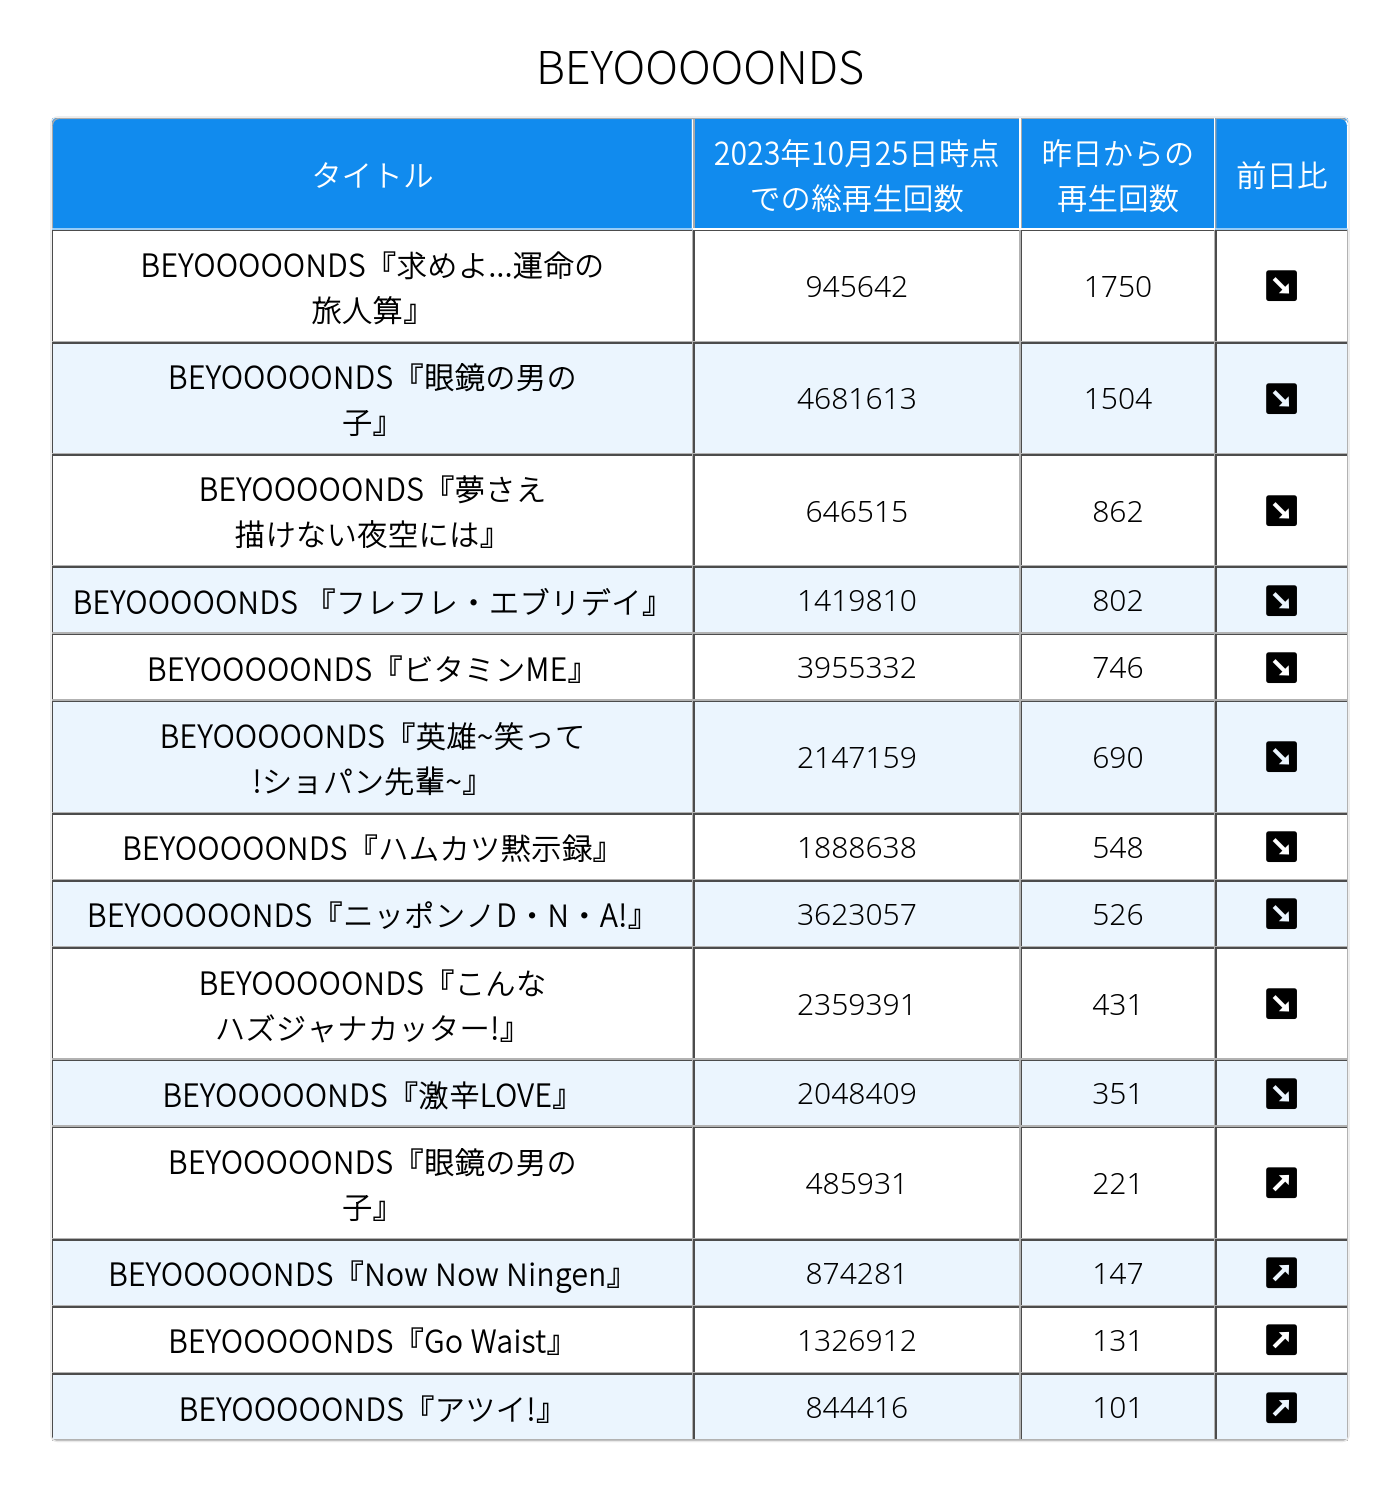 BEYOOOOONDS
タイトル
2023年10月25日時点
での総再生回数
昨日からの
再生回数
前日比
BEYOOOOONDS『求めよ...運命の
旅人算』
945642
1750
BEYOOOOONDS『眼鏡の男の
子』
4681613
1504
BEYOOOOONDS『夢さえ
描けない夜空には』
646515
862
BEYOOOOONDS 『フレフレ・エブリデイ』
1419810
802
BEYOOOOONDS『ビタミンME』
3955332
746
BEYOOOOONDS『英雄~笑って
!ショパン先輩~』
2147159
690
BEYOOOOONDS『ハムカツ黙示録』
1888638
548
BEYOOOOONDS『ニッポンノD・N・A!』
3623057
526
BEYOOOOONDS『こんな
ハズジャナカッター!』
2359391
431
BEYOOOOONDS『激辛LOVE』
2048409
351
BEYOOOOONDS『眼鏡の男の
子』
485931
221
BEYOOOOONDS『Now Now Ningen』
874281
147
BEYOOOOONDS『Go Waist』
1326912
131
BEYOOOOONDS『アツイ!』
844416
101